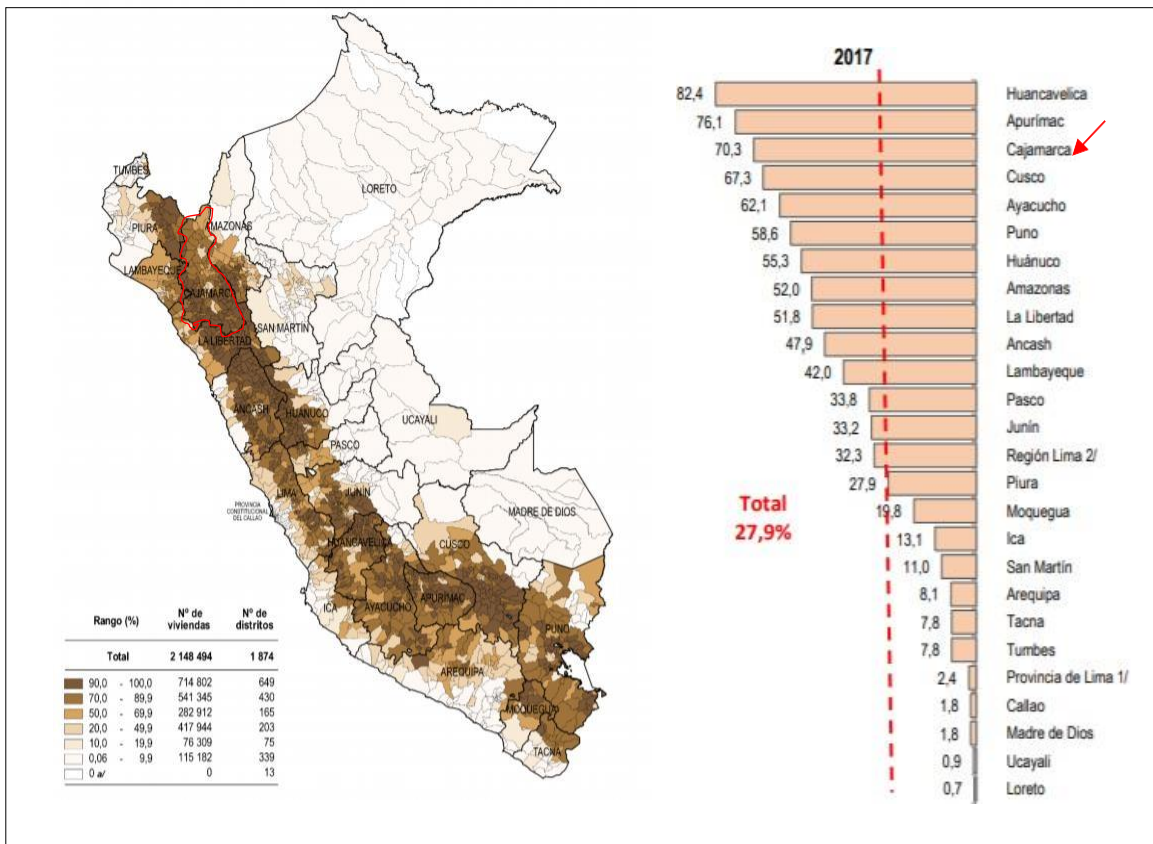 TUMBES
LORETO
PIURA
AMAZONAS
LAMBAYEQUE
CAJAMARC
SAN MARTÍN
LA LIBERTAD
ANCASH
HUANUCO
UCAYALI
PASCO
LIMA
JUNÍN
PROVINCIA
CONSTITUCIONAL
DEL CALLAO
MADRE DE DIOS
HUANCAVELICA
CUSCO
ICA
AYACUCHO
APURÍMAC
PUNO
AREQUIPA
MOQUEGUA
TACNA
Rango (%) Nº de viviendas Nº de distritos
Total 2 148 494 1 874
90,0 - 100,0 714 802 649
70,0 - 89,9 541 345 430
50,0 - 69,9 282 912 165
20,0 - 49,9 417 944 203
10,0 - 19,9 76 309 75
0,06 - 9,9 115 182 339
0 a/ 0 13
2017
82,4 Huancavelica
76,1 Apurímac
70,3 Cajamarca
67,3 Cusco
62,1 Ayacucho
58,6 Puno
55,3 Huánuco
52,0 Amazonas
51,8 La Libertad
47,9 Ancash
42,0 Lambayeque
33,8 Pasco
33,2 Junín
32,3 Región Lima 2/
27,9 Piura
19,8 Moquegua
13,1 Ica
11,0 San Martín
8,1 Arequipa
7,8 Tacna
7,8 Tumbes
2,4 Provincia de Lima 1/
1,8 Callao
1,8 Madre de Dios
0,9 Ucayali
0,7 Loreto
Total
27,9%